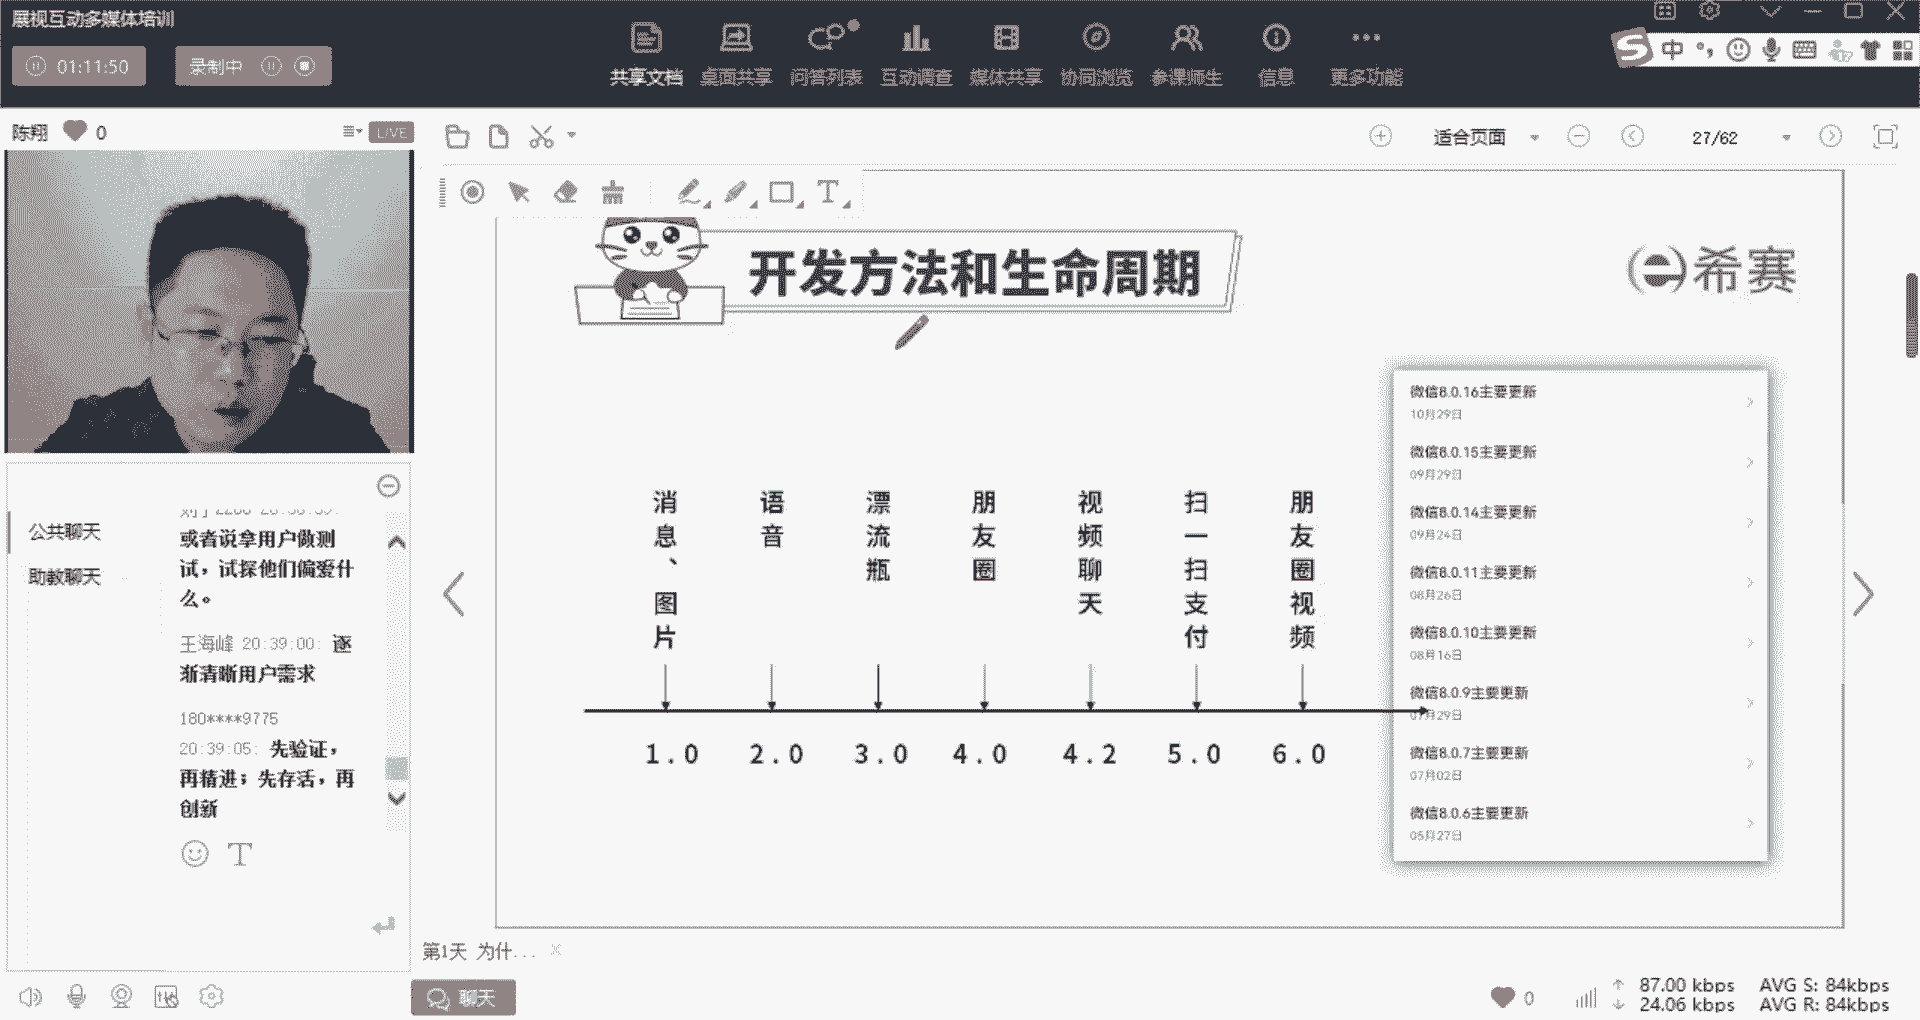 展视互动多媒体培训
01:11:50
录制中
共享文档 桌面共享 问答列表 互动调查 媒体共享 协同浏览 参课师生 信息 更多功能
中
陈翔 0
LIVE
适合页面
27/62
T
开发方法和生命周期
希赛
公共聊天
助教聊天
或者说拿用户做测
试，试探他们偏爱什
么。
王海峰 20:39:00: 逐
渐清晰用户需求
180****9775
20:39:05: 先验证，
再精进；先存活，再
创新
T
消息、图片
语音
漂流瓶
朋友圈
视频聊天
扫一扫支付
朋友圈视频
1.0 2.0 3.0 4.0 4.2 5.0 6.0
微信8.0.16主要更新
10月29日
微信8.0.15主要更新
09月29日
微信8.0.14主要更新
09月24日
微信8.0.11主要更新
08月26日
微信8.0.10主要更新
08月16日
微信8.0.9主要更新
07月29日
微信8.0.7主要更新
07月02日
微信8.0.6主要更新
05月27日
第1天 为什...
聊天
0
87.00 kbps AVG S: 84kbps
24.06 kbps AVG R: 84kbps